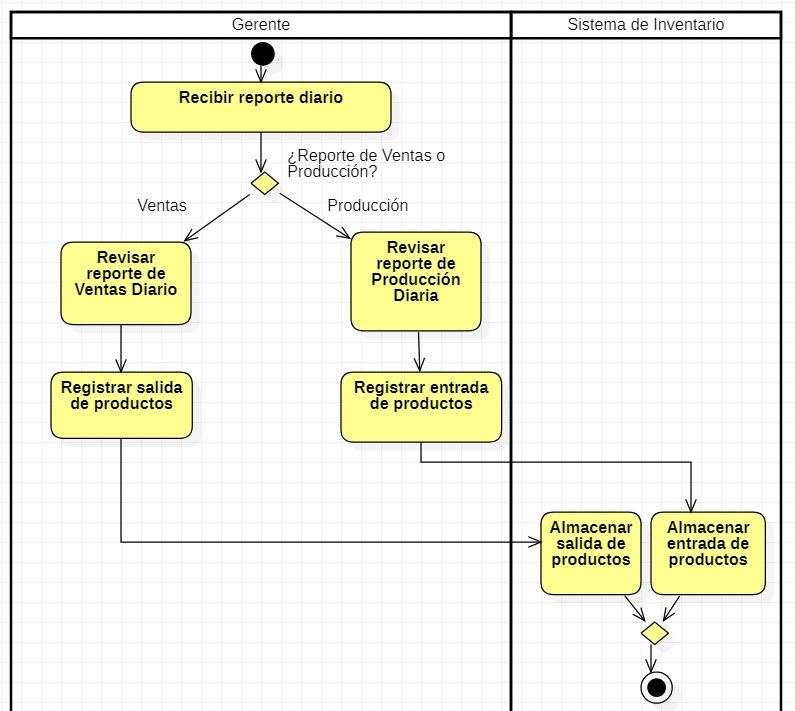 Gerente
Sistema de Inventario
Recibir reporte diario
¿Reporte de Ventas o
Producción?
Ventas
Producción
Revisar
reporte de
Ventas Diario
Revisar
reporte de
Producción
Diaria
Registrar salida
de productos
Registrar entrada
de productos
Almacenar
salida de
productos
Almacenar
entrada de
productos